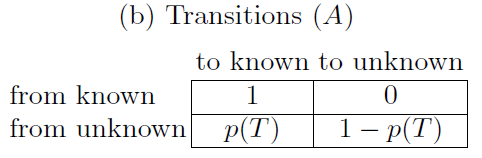 (b) Transitions (A)
to known to unknown
from known 1 0
from unknown p(T) 1 − p(T)